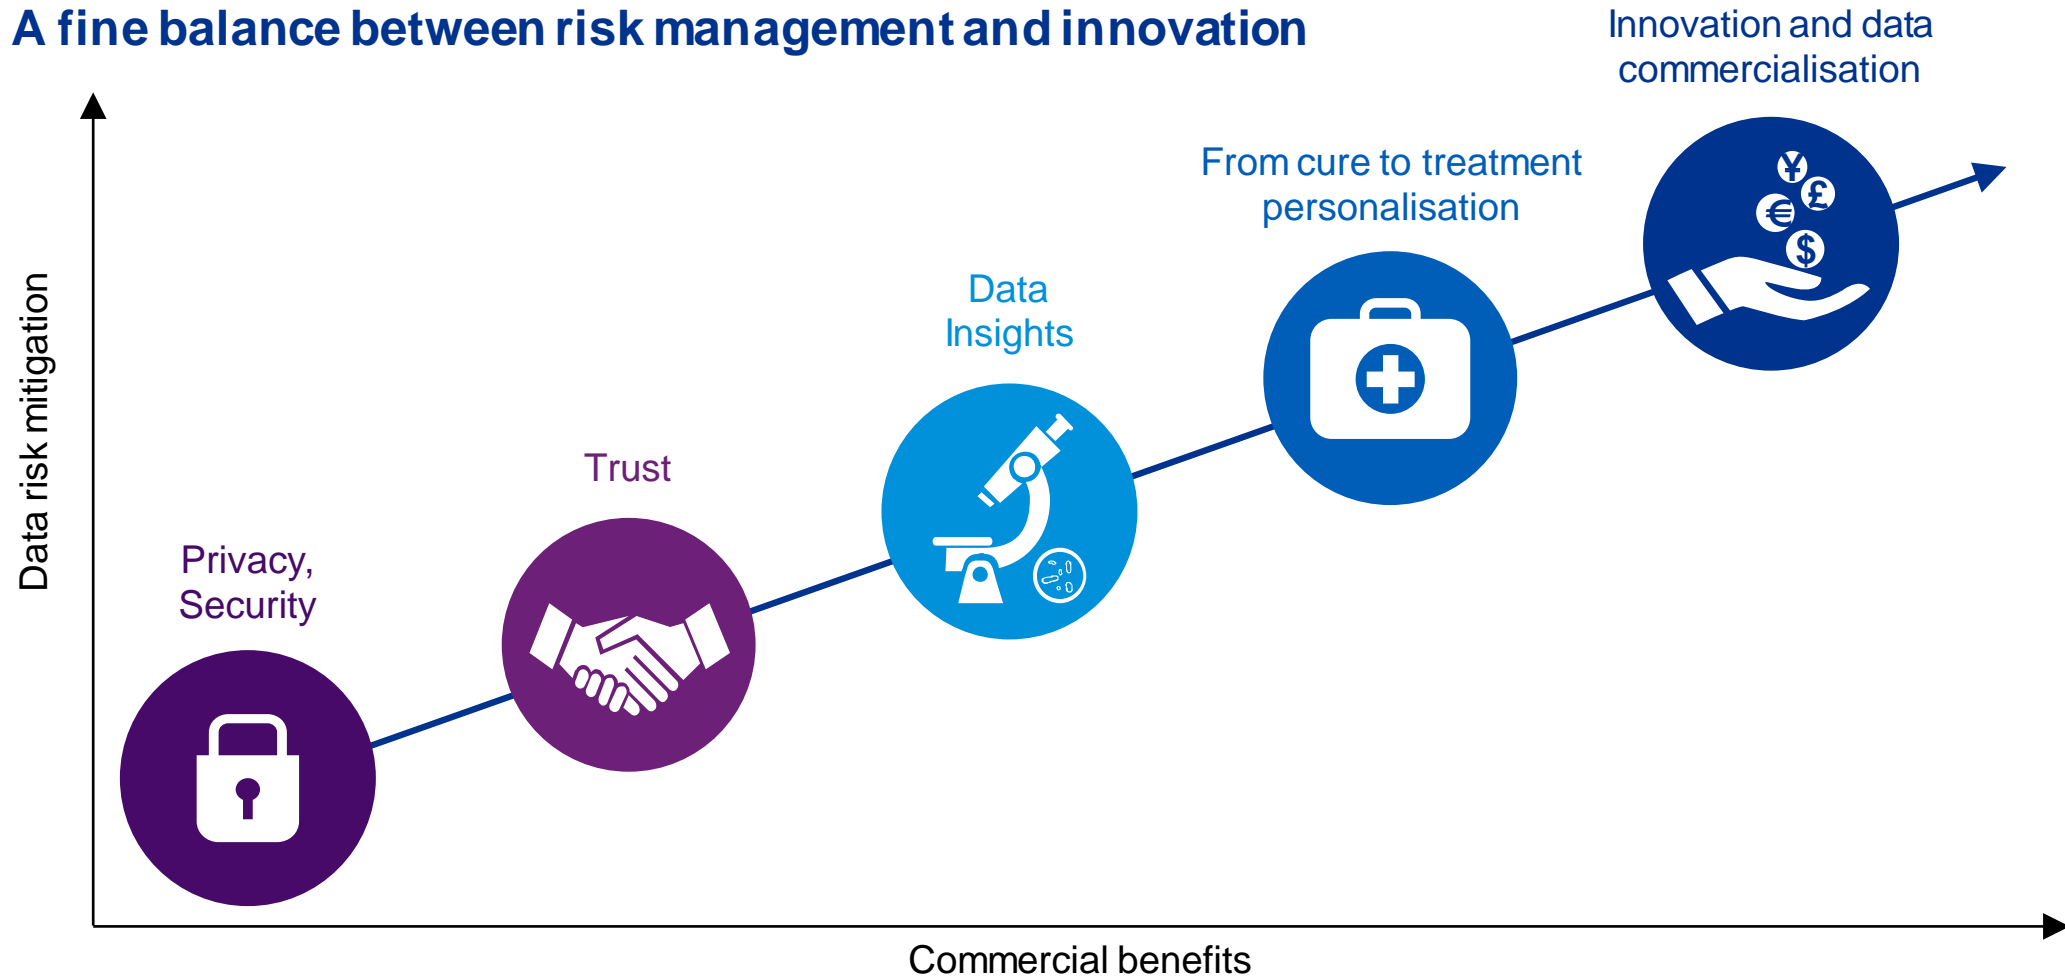 A fine balance between risk management and innovation
Innovation and data
commercialisation
From cure to treatment
personalisation
Data
Insights
Trust
Privacy,
Security
Data risk mitigation
Commercial benefits
¥
£
€
$